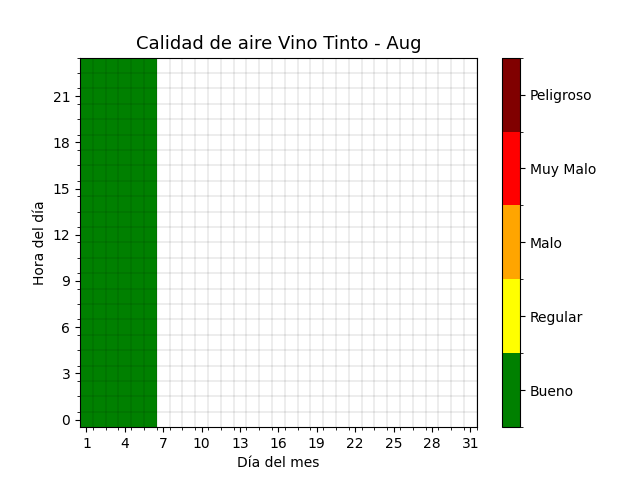 Calidad de aire Vino Tinto - Aug
Hora del día
21
18
15
12
9
6
3
0
1 4 7 10 13 16 19 22 25 28 31
Día del mes
Peligroso
Muy Malo
Malo
Regular
Bueno